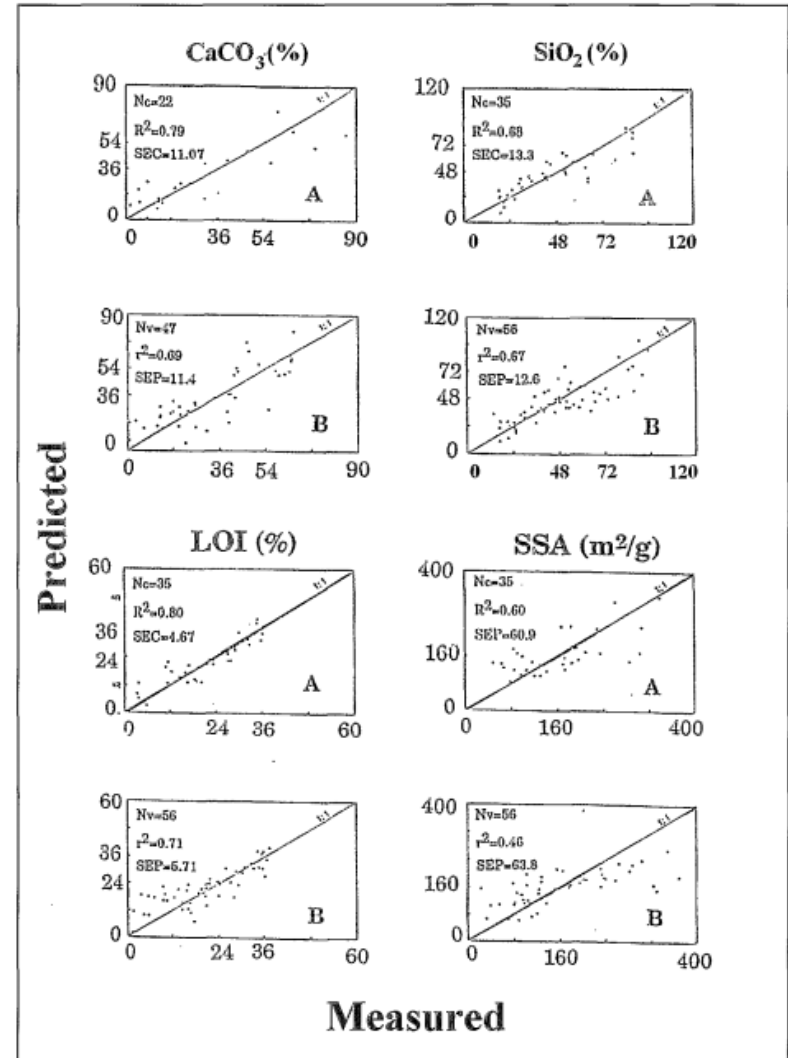 CaCO3 (%)
90
54
36
0
Nc=22
R²=0.79
SEC=11.07
1:1
A
0 36 54 90
SiO2 (%)
120
72
48
0
Nc=35
R²=0.68
SEC=13.3
1:1
A
0 48 72 120
90
54
36
0
Nv=47
r²=0.69
SEP=11.4
1:1
B
0 36 54 90
120
72
48
0
Nv=56
r²=0.67
SEP=12.6
1:1
B
0 48 72 120
Predicted
LOI (%)
60
36
24
0
Nc=35
R²=0.80
SEC=4.67
1:1
A
0 24 36 60
SSA (m²/g)
400
160
0
Nc=35
R²=0.60
SEP=60.9
1:1
A
0 160 400
60
36
24
0
Nv=56
r²=0.71
SEP=5.71
1:1
B
0 24 36 60
400
160
0
Nv=56
r²=0.46
SEP=63.8
1:1
B
0 160 400
Measured